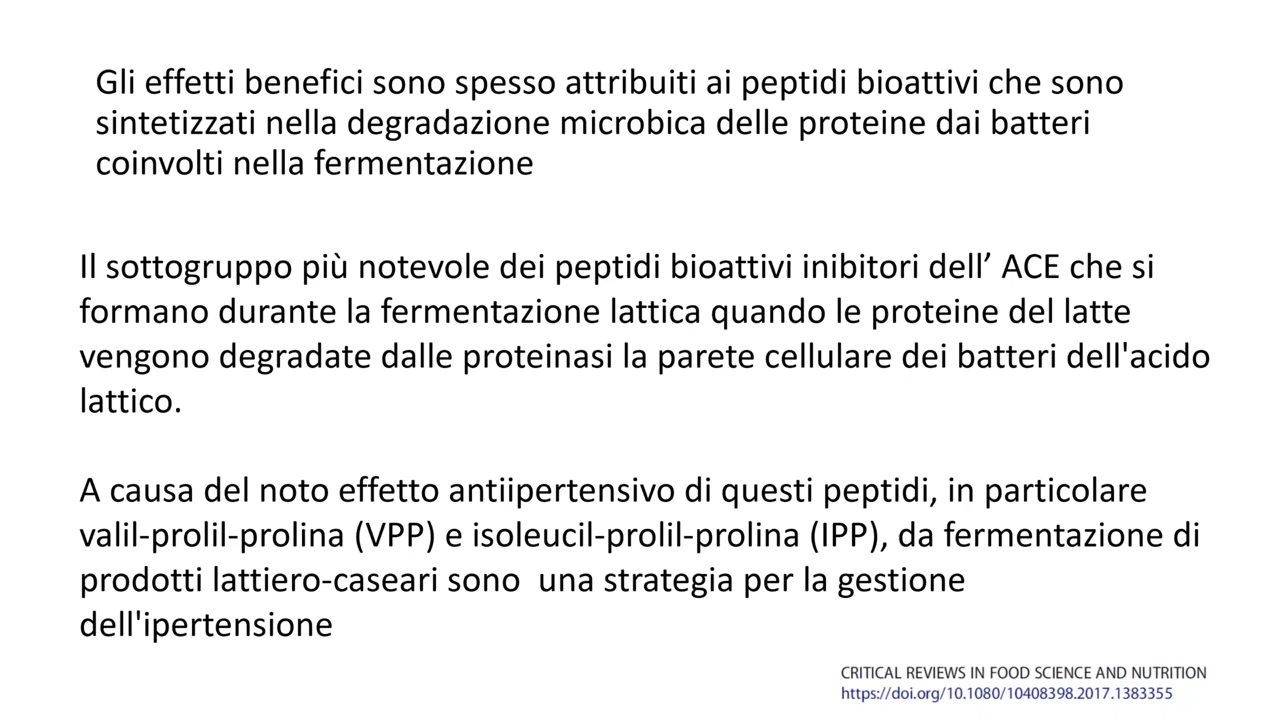 Gli effetti benefici sono spesso attribuiti ai peptidi bioattivi che sono
sintetizzati nella degradazione microbica delle proteine dai batteri
coinvolti nella fermentazione
Il sottogruppo più notevole dei peptidi bioattivi inibitori dell’ ACE che si
formano durante la fermentazione lattica quando le proteine del latte
vengono degradate dalle proteinasi la parete cellulare dei batteri dell'acido
lattico.
A causa del noto effetto antiipertensivo di questi peptidi, in particolare
valil-prolil-prolina (VPP) e isoleucil-prolil-prolina (IPP), da fermentazione di
prodotti lattiero-caseari sono  una strategia per la gestione
dell'ipertensione
CRITICAL REVIEWS IN FOOD SCIENCE AND NUTRITION
https://doi.org/10.1080/10408398.2017.1383355